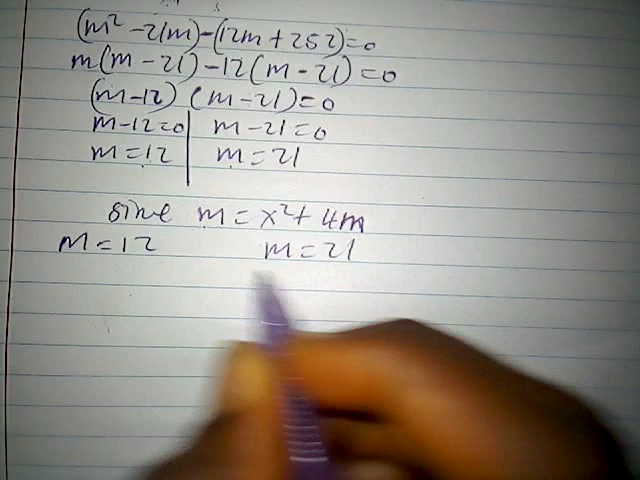 (m² - 21m) - (12m + 252) = 0
m(m - 21) - 12(m - 21) = 0
(m - 12) (m - 21) = 0
m - 12 = 0 | m - 21 = 0
m = 12 | m = 21
sine m = x² + 4m
m = 12 m = 21